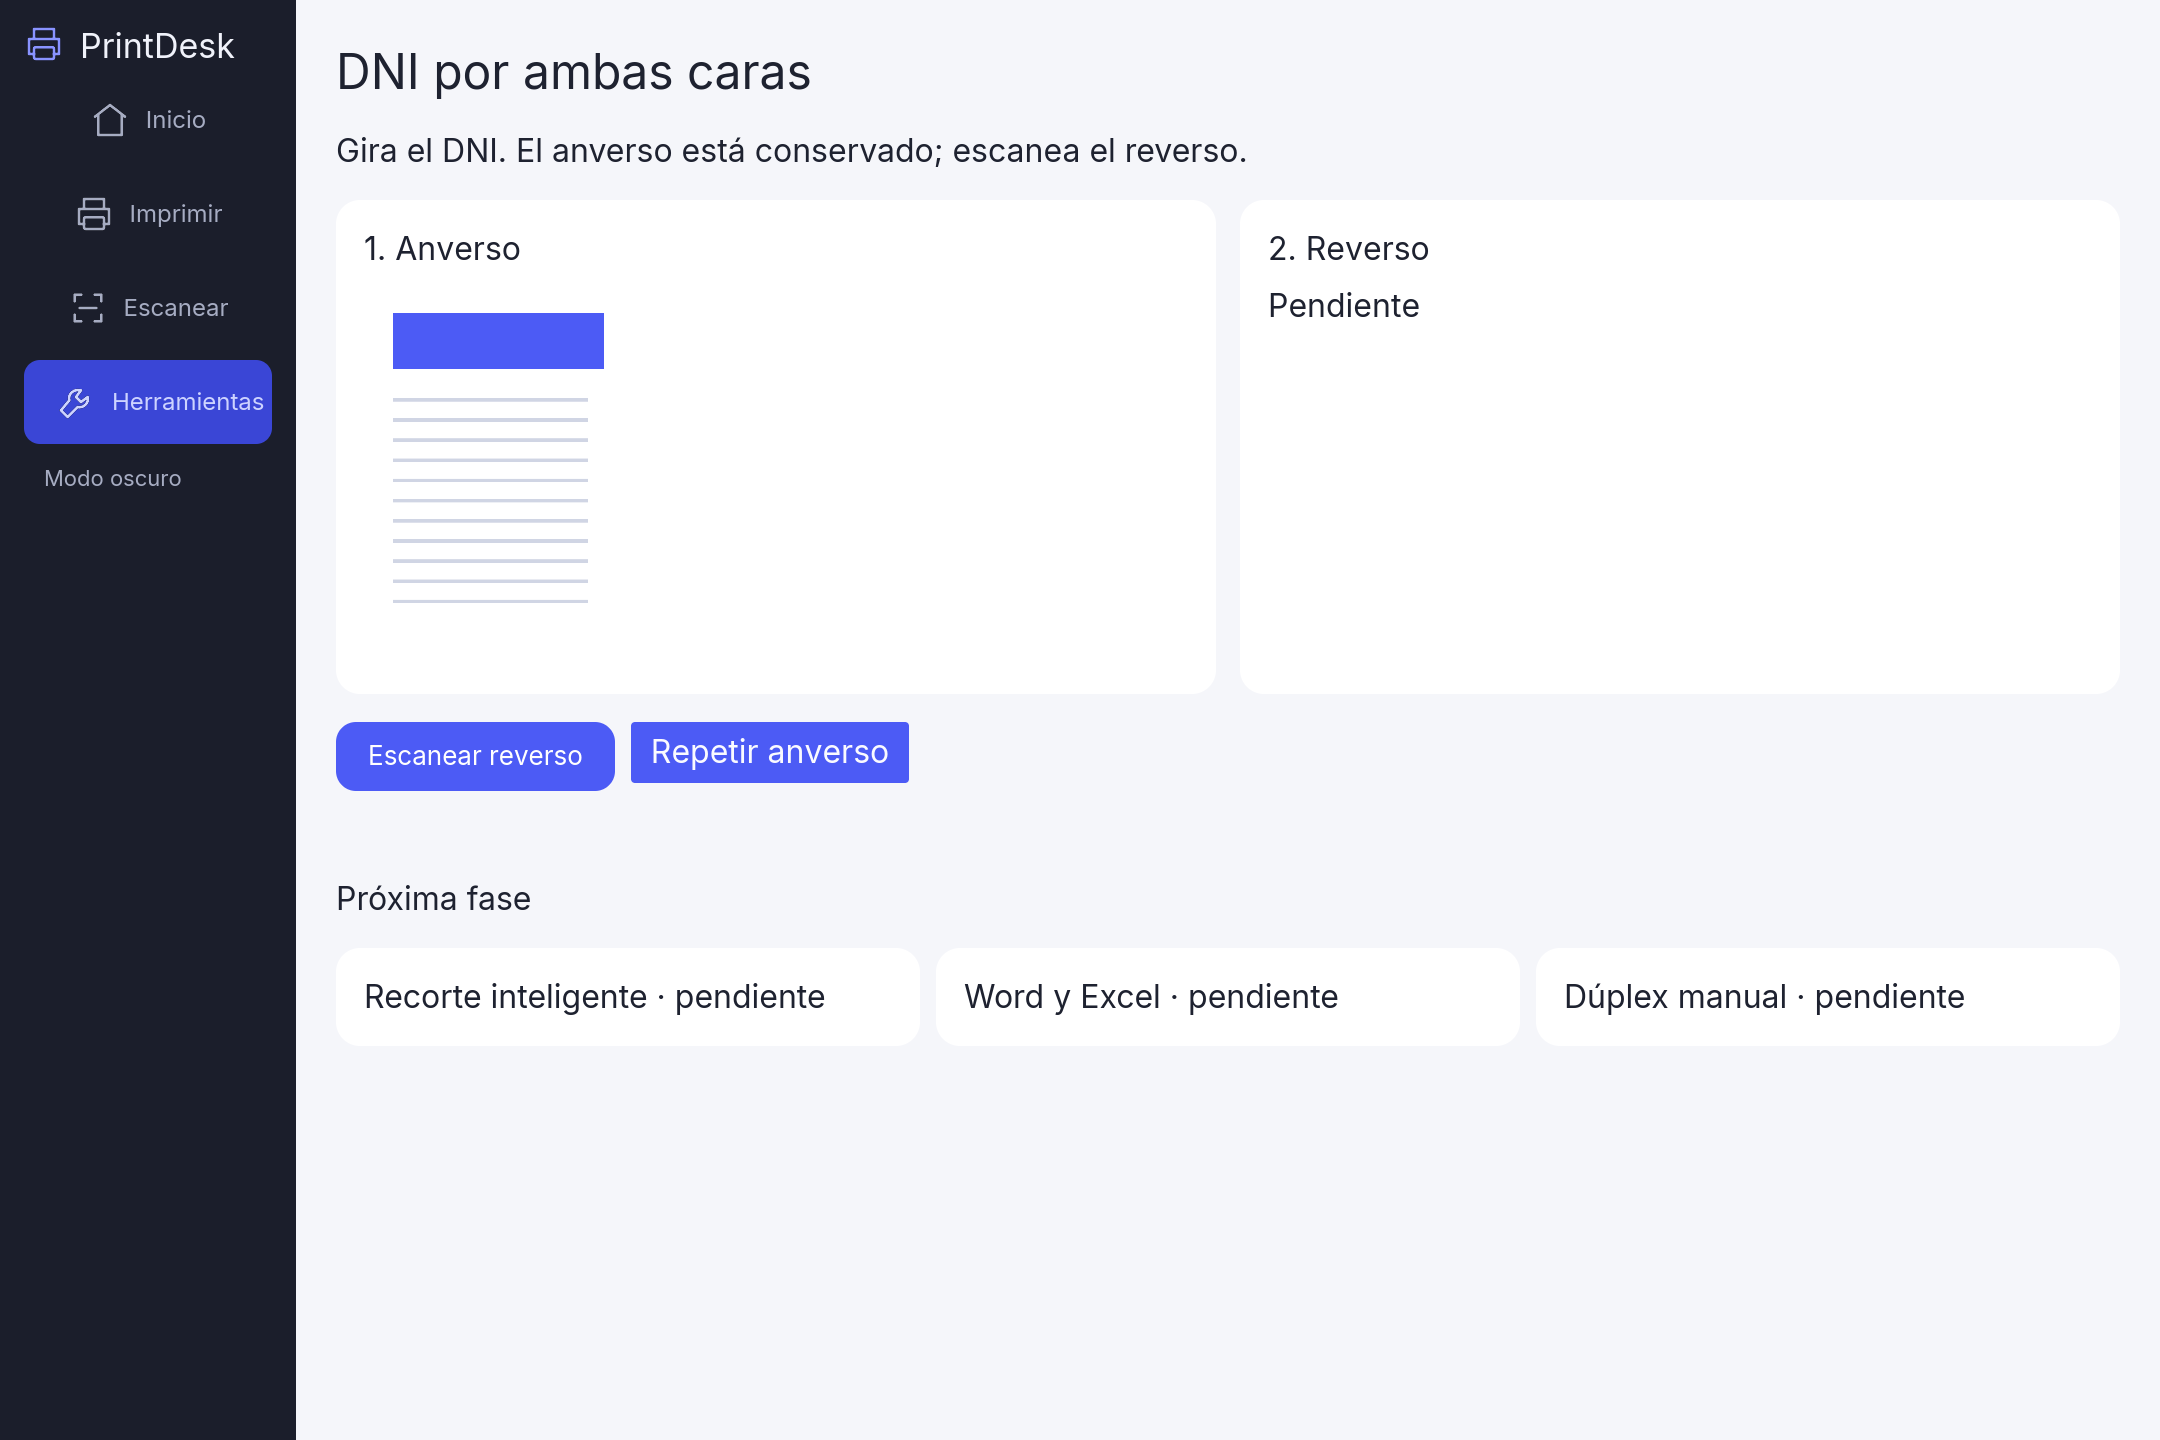 PrintDesk
Inicio
Imprimir
Escanear
Herramientas
Modo oscuro
DNI por ambas caras
Gira el DNI. El anverso está conservado; escanea el reverso.
1. Anverso
2. Reverso
Pendiente
Escanear reverso
Repetir anverso
Próxima fase
Recorte inteligente · pendiente
Word y Excel · pendiente
Dúplex manual · pendiente